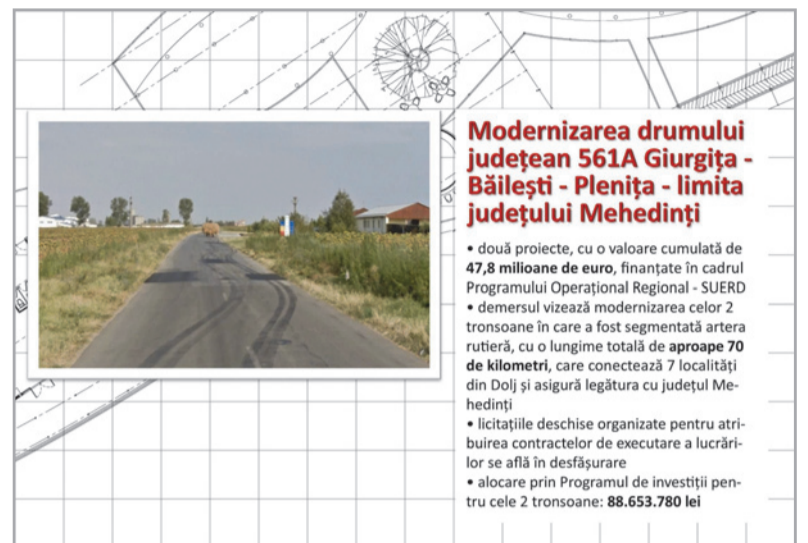 Modernizarea drumului
județean 561A Giurgița -
Băilești - Plenița - limita
județului Mehedinți
• două proiecte, cu o valoare cumulată de
47,8 milioane de euro, finanțate în cadrul
Programului Operațional Regional - SUERD
• demersul vizează modernizarea celor 2
tronsoane în care a fost segmentată artera
rutieră, cu o lungime totală de aproape 70
de kilometri, care conectează 7 localități
din Dolj și asigură legătura cu județul Me-
hedinți
• licitațiile deschise organizate pentru atri-
buirea contractelor de executare a lucrări-
lor se află în desfășurare
• alocare prin Programul de investiții pen-
tru cele 2 tronsoane: 88.653.780 lei